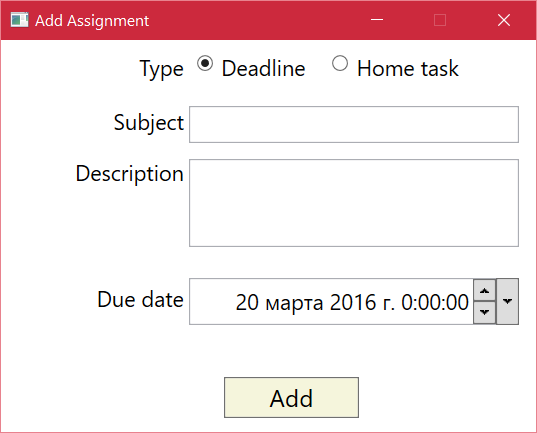 Add Assignment
Type Deadline Home task
Subject
Description
Due date 20 марта 2016 г. 0:00:00
Add